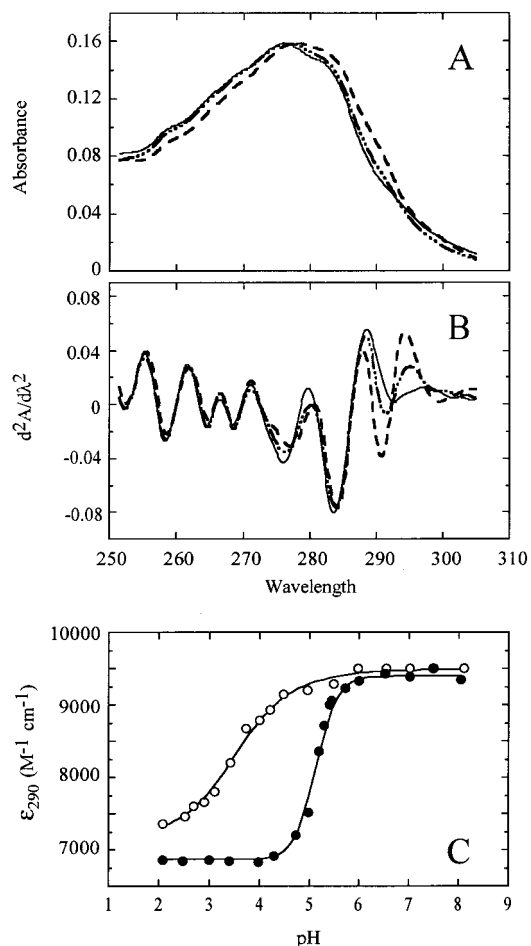 0.16
A
0.12
Absorbance
0.08
0.04
0
0.08
B
0.04
d²A/dλ²
0
-0.04
-0.08
250 260 270 280 290 300 310
Wavelength
10000
9000
ε290 (M-1 cm-1)
8000
7000
C
1 2 3 4 5 6 7 8 9
pH